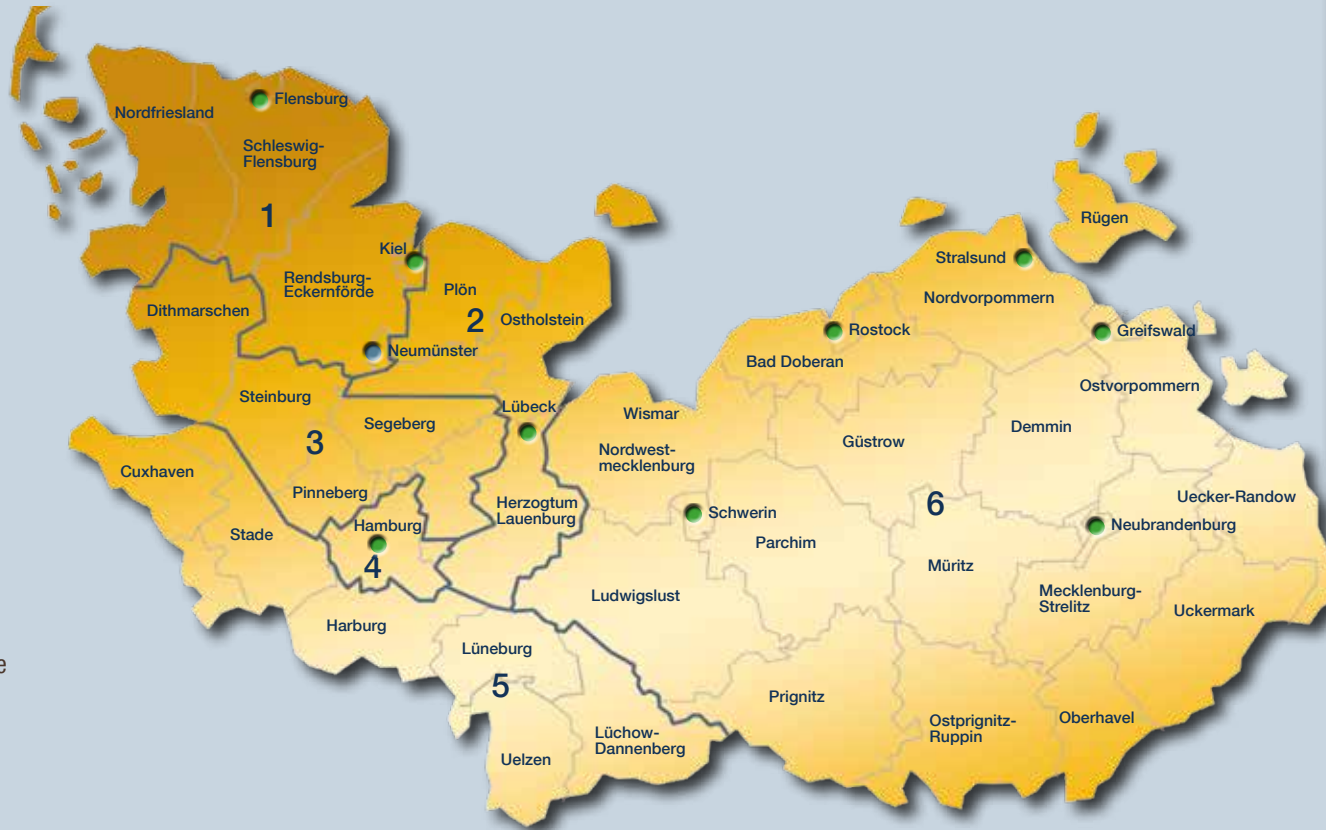 Nordfriesland
Flensburg
Schleswig-
Flensburg
1
Kiel
Rendsburg-
Eckernförde
Plön
2
Ostholstein
Dithmarschen
Neumünster
Steinburg
3
Segeberg
Lübeck
Pinneberg
Hamburg
4
Herzogtum
Lauenburg
Cuxhaven
Stade
Harburg
Lüneburg
5
Uelzen
Lüchow-
Dannenberg
Rügen
Stralsund
Nordvorpommern
Rostock
Greifswald
Bad Doberan
Ostvorpommern
Wismar
Nordwest-
mecklenburg
Güstrow
Demmin
Schwerin
6
Uecker-Randow
Neubrandenburg
Parchim
Müritz
Ludwigslust
Mecklenburg-
Strelitz
Uckermark
Prignitz
Ostprignitz-
Ruppin
Oberhavel
e